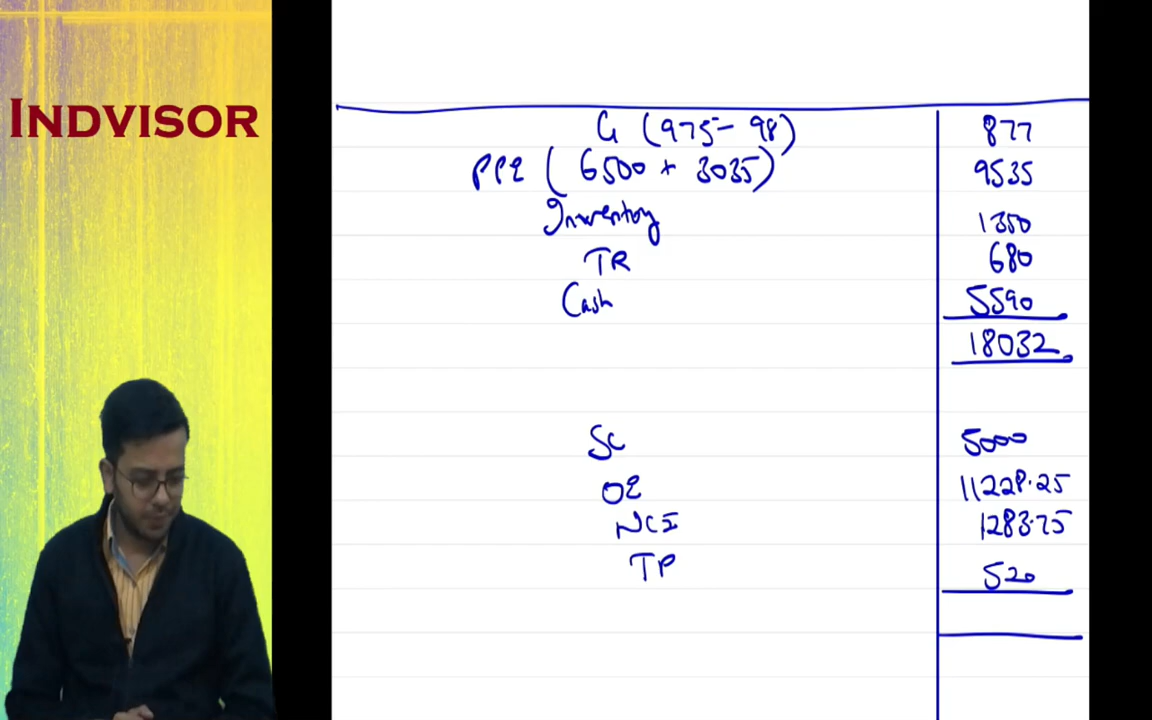 INDVISOR
G (975 - 98) 877
PPE (6500 + 3035) 9535
Inventory 1350
TR 680
Cash 5590
18032
SC 5000
OE 11228.25
NCI 1283.75
TP 520